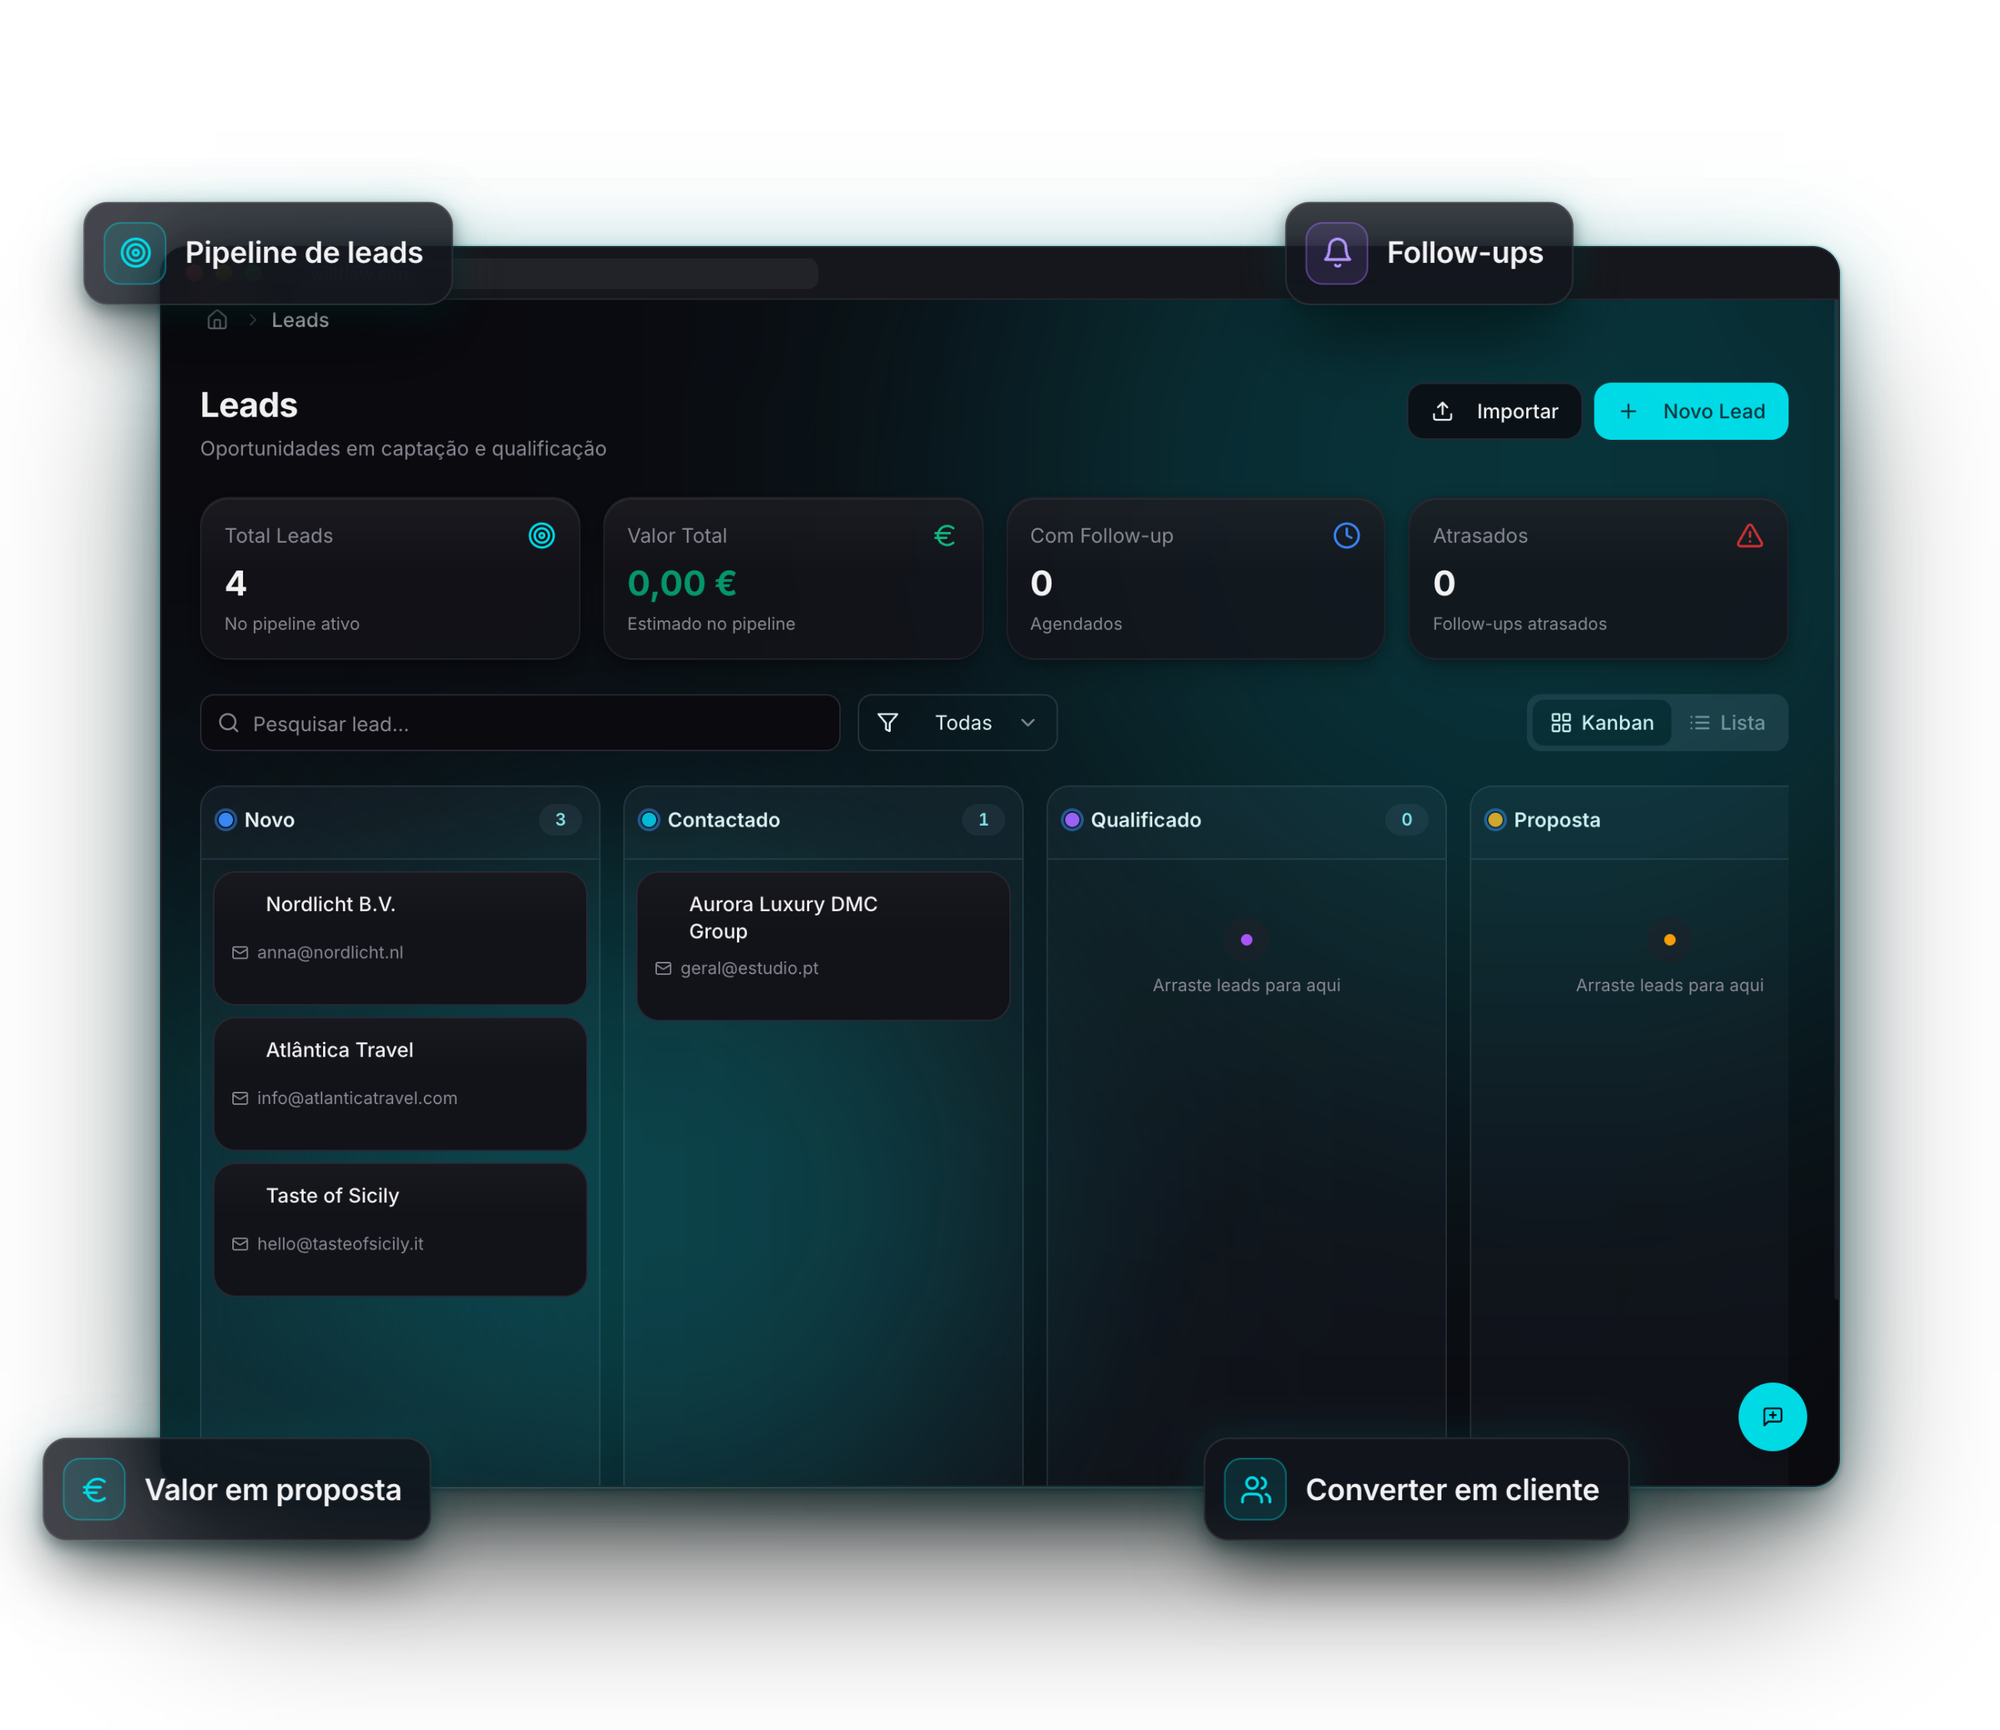 Pipeline de leads
Follow-ups
Leads
Leads
Oportunidades em captação e qualificação
Importar
Novo Lead
Total Leads
4
No pipeline ativo
Valor Total
0,00 €
Estimado no pipeline
Com Follow-up
0
Agendados
Atrasados
0
Follow-ups atrasados
Pesquisar lead...
Todas
Kanban
Lista
Novo
3
Nordlicht B.V.
anna@nordlicht.nl
Atlântica Travel
info@atlanticatravel.com
Taste of Sicily
hello@tasteofsicily.it
Contactado
1
Aurora Luxury DMC
Group
geral@estudio.pt
Qualificado
0
Arraste leads para aqui
Proposta
Arraste leads para aqui
Valor em proposta
Converter em cliente